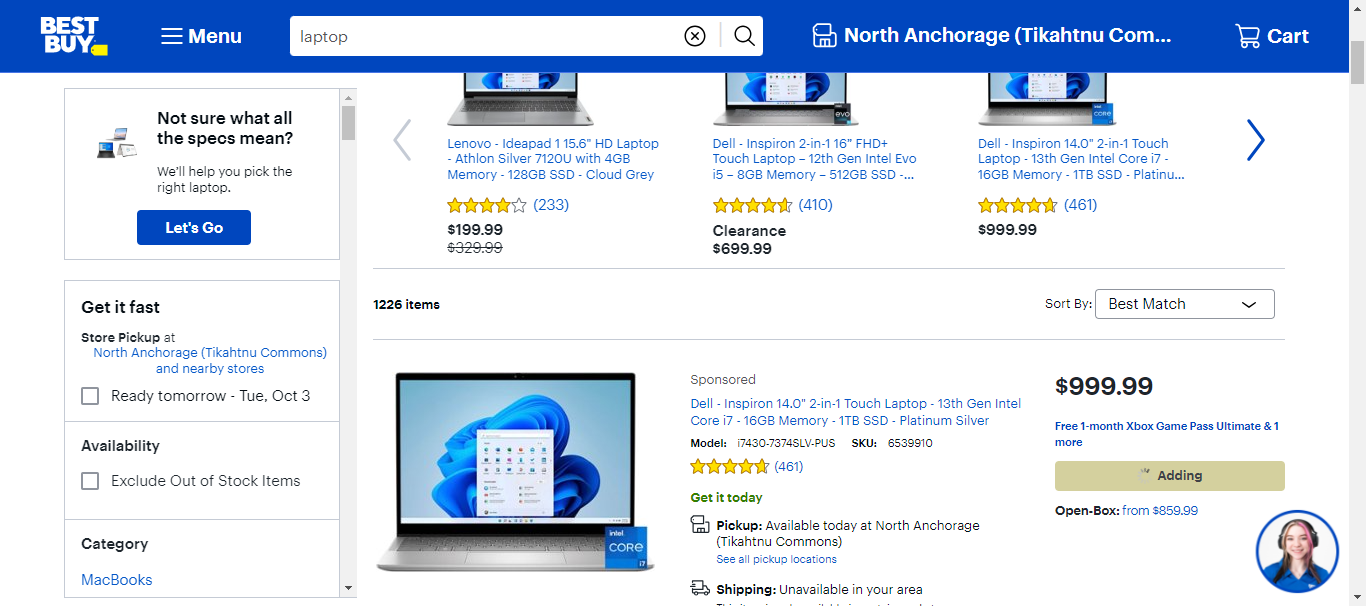 BEST
BUY
Menu
laptop
North Anchorage (Tikahtnu Com...
Cart
Not sure what all
the specs mean?
We'll help you pick the
right laptop.
Let's Go
Get it fast
Store Pickup at
North Anchorage (Tikahtnu Commons)
and nearby stores
Ready tomorrow - Tue, Oct 3
Availability
Exclude Out of Stock Items
Category
MacBooks
Lenovo - Ideapad 1 15.6" HD Laptop
- Athlon Silver 7120U with 4GB
Memory - 128GB SSD - Cloud Grey
(233)
$199.99
$329.99
evo
Dell - Inspiron 2-in-1 16" FHD+
Touch Laptop – 12th Gen Intel Evo
i5 – 8GB Memory – 512GB SSD -...
(410)
Clearance
$699.99
core
Dell - Inspiron 14.0" 2-in-1 Touch
Laptop - 13th Gen Intel Core i7 -
16GB Memory - 1TB SSD - Platinu...
(461)
$999.99
1226 items
Sort By:
Best Match
intel
core
i7
Sponsored
Dell - Inspiron 14.0" 2-in-1 Touch Laptop - 13th Gen Intel
Core i7 - 16GB Memory - 1TB SSD - Platinum Silver
Model: i7430-7374SLV-PUS SKU: 6539910
(461)
Get it today
Pickup: Available today at North Anchorage
(Tikahtnu Commons)
See all pickup locations
Shipping: Unavailable in your area
$999.99
Free 1-month Xbox Game Pass Ultimate & 1
more
Adding
Open-Box: from $859.99